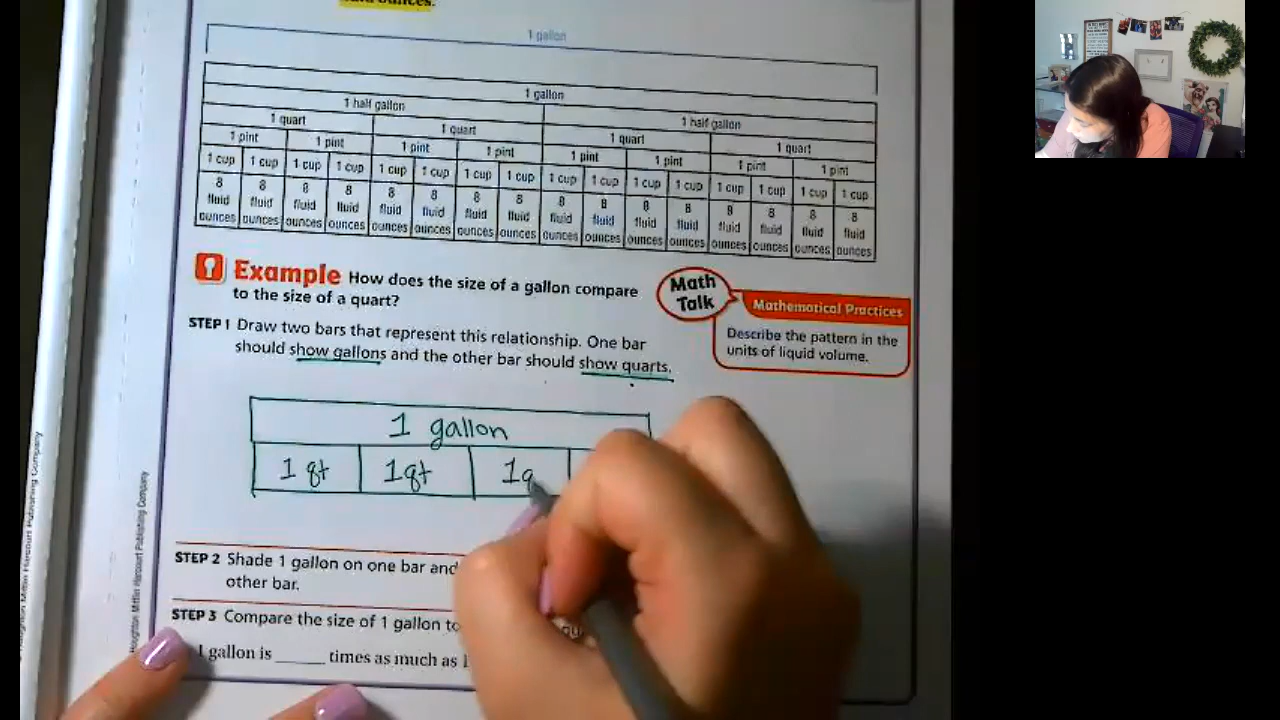 1 gallon
1 gallon
1 half gallon 1 half gallon
1 quart 1 quart 1 quart 1 quart
1 pint 1 pint 1 pint 1 pint 1 pint 1 pint 1 pint 1 pint
1 cup 1 cup 1 cup 1 cup 1 cup 1 cup 1 cup 1 cup 1 cup 1 cup 1 cup 1 cup 1 cup 1 cup 1 cup 1 cup
8 8 8 8 8 8 8 8 8 8 8 8 8 8 8 8
fluid fluid fluid fluid fluid fluid fluid fluid fluid fluid fluid fluid fluid fluid fluid fluid
ounces ounces ounces ounces ounces ounces ounces ounces ounces ounces ounces ounces ounces ounces ounces ounces
Example How does the size of a gallon compare
to the size of a quart?
Math
Talk
Mathematical Practices
Describe the pattern in the
units of liquid volume.
STEP 1 Draw two bars that represent this relationship. One bar
should show gallons and the other bar should show quarts.
1 gallon
1 qt 1 qt 1 q
STEP 2 Shade 1 gallon on one bar and
other bar.
STEP 3 Compare the size of 1 gallon to
1 gallon is ____ times as much as 1
Houghton Mifflin Harcourt Publishing Company